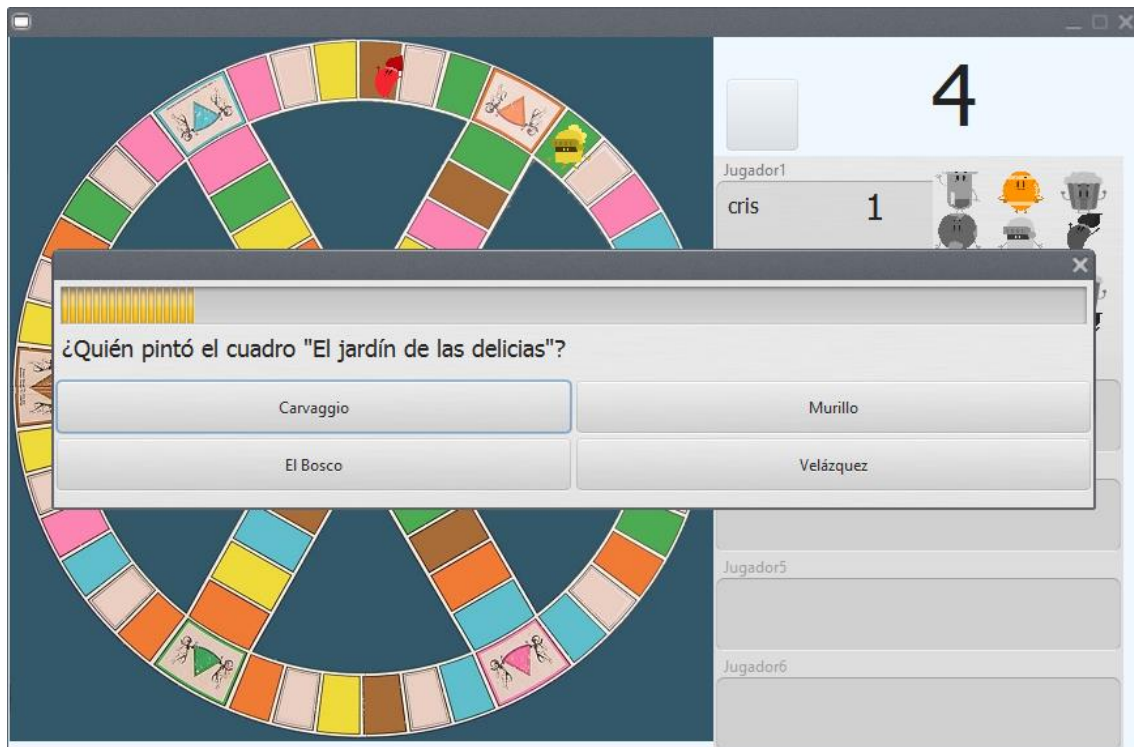 4
Jugador1
cris 1
¿Quién pintó el cuadro "El jardín de las delicias"?
Carvaggio Murillo
El Bosco Velázquez
Jugador5
Jugador6